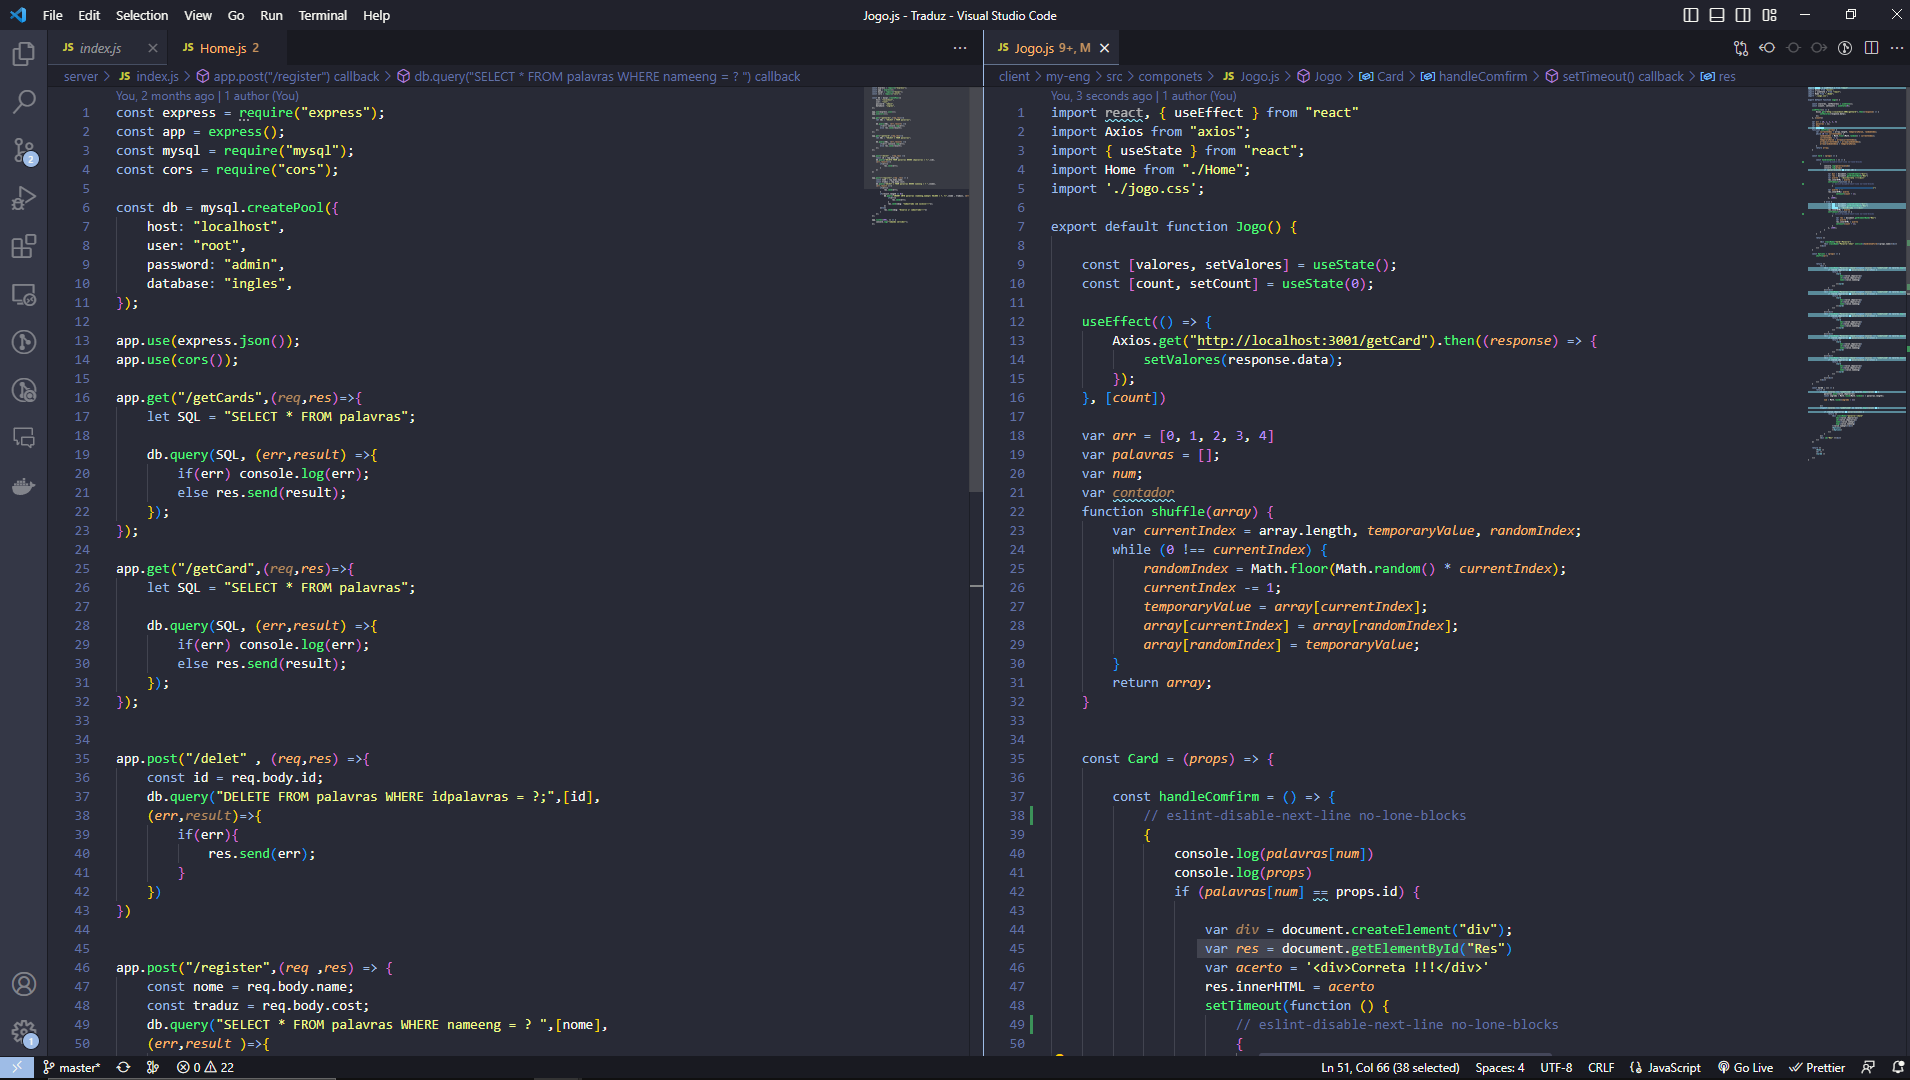 File Edit Selection View Go Run Terminal Help
Jogo.js - Traduz - Visual Studio Code
JS index.js
JS Home.js 2
JS Jogo.js 9+, M
server > JS index.js > app.post("/register") callback > db.query("SELECT * FROM palavras WHERE nameeng = ? ") callback
You, 2 months ago | 1 author (You)
1 const express = require("express");
2 const app = express();
3 const mysql = require("mysql");
4 const cors = require("cors");
5
6 const db = mysql.createPool({
7 host: "localhost",
8 user: "root",
9 password: "admin",
10 database: "ingles",
11 });
12
13 app.use(express.json());
14 app.use(cors());
15
16 app.get("/getCards",(req,res)=>{
17 let SQL = "SELECT * FROM palavras";
18
19 db.query(SQL, (err,result) =>{
20 if(err) console.log(err);
21 else res.send(result);
22 });
23 });
24
25 app.get("/getCard",(req,res)=>{
26 let SQL = "SELECT * FROM palavras";
27
28 db.query(SQL, (err,result) =>{
29 if(err) console.log(err);
30 else res.send(result);
31 });
32 });
33
34
35 app.post("/delet" , (req,res) =>{
36 const id = req.body.id;
37 db.query("DELETE FROM palavras WHERE idpalavras = ?;",[id],
38 (err,result)=>{
39 if(err){
40 res.send(err);
41 }
42 })
43 })
44
45
46 app.post("/register",(req ,res) => {
47 const nome = req.body.name;
48 const traduz = req.body.cost;
49 db.query("SELECT * FROM palavras WHERE nameeng = ? ",[nome],
50 (err,result )=>{
client > my-eng > src > componets > JS Jogo.js > Jogo > Card > handleComfirm > setTimeout() callback > res
You, 3 seconds ago | 1 author (You)
1 import react, { useEffect } from "react"
2 import Axios from "axios";
3 import { useState } from "react";
4 import Home from "./Home";
5 import './jogo.css';
6
7 export default function Jogo() {
8
9 const [valores, setValores] = useState();
10 const [count, setCount] = useState(0);
11
12 useEffect(() => {
13 Axios.get("http://localhost:3001/getCard").then((response) => {
14 setValores(response.data);
15 });
16 }, [count])
17
18 var arr = [0, 1, 2, 3, 4]
19 var palavras = [];
20 var num;
21 var contador
22 function shuffle(array) {
23 var currentIndex = array.length, temporaryValue, randomIndex;
24 while (0 !== currentIndex) {
25 randomIndex = Math.floor(Math.random() * currentIndex);
26 currentIndex -= 1;
27 temporaryValue = array[currentIndex];
28 array[currentIndex] = array[randomIndex];
29 array[randomIndex] = temporaryValue;
30 }
31 return array;
32 }
33
34
35 const Card = (props) => {
36
37 const handleComfirm = () => {
38 // eslint-disable-next-line no-lone-blocks
39 {
40 console.log(palavras[num])
41 console.log(props)
42 if (palavras[num] == props.id) {
43
44 var div = document.createElement("div");
45 var res = document.getElementById("Res")
46 var acerto = '<div>Correta !!!</div>'
47 res.innerHTML = acerto
48 setTimeout(function () {
49 // eslint-disable-next-line no-lone-blocks
50 {
2
1
master* 0 22
Ln 51, Col 66 (38 selected) Spaces: 4 UTF-8 CRLF JavaScript Go Live Prettier